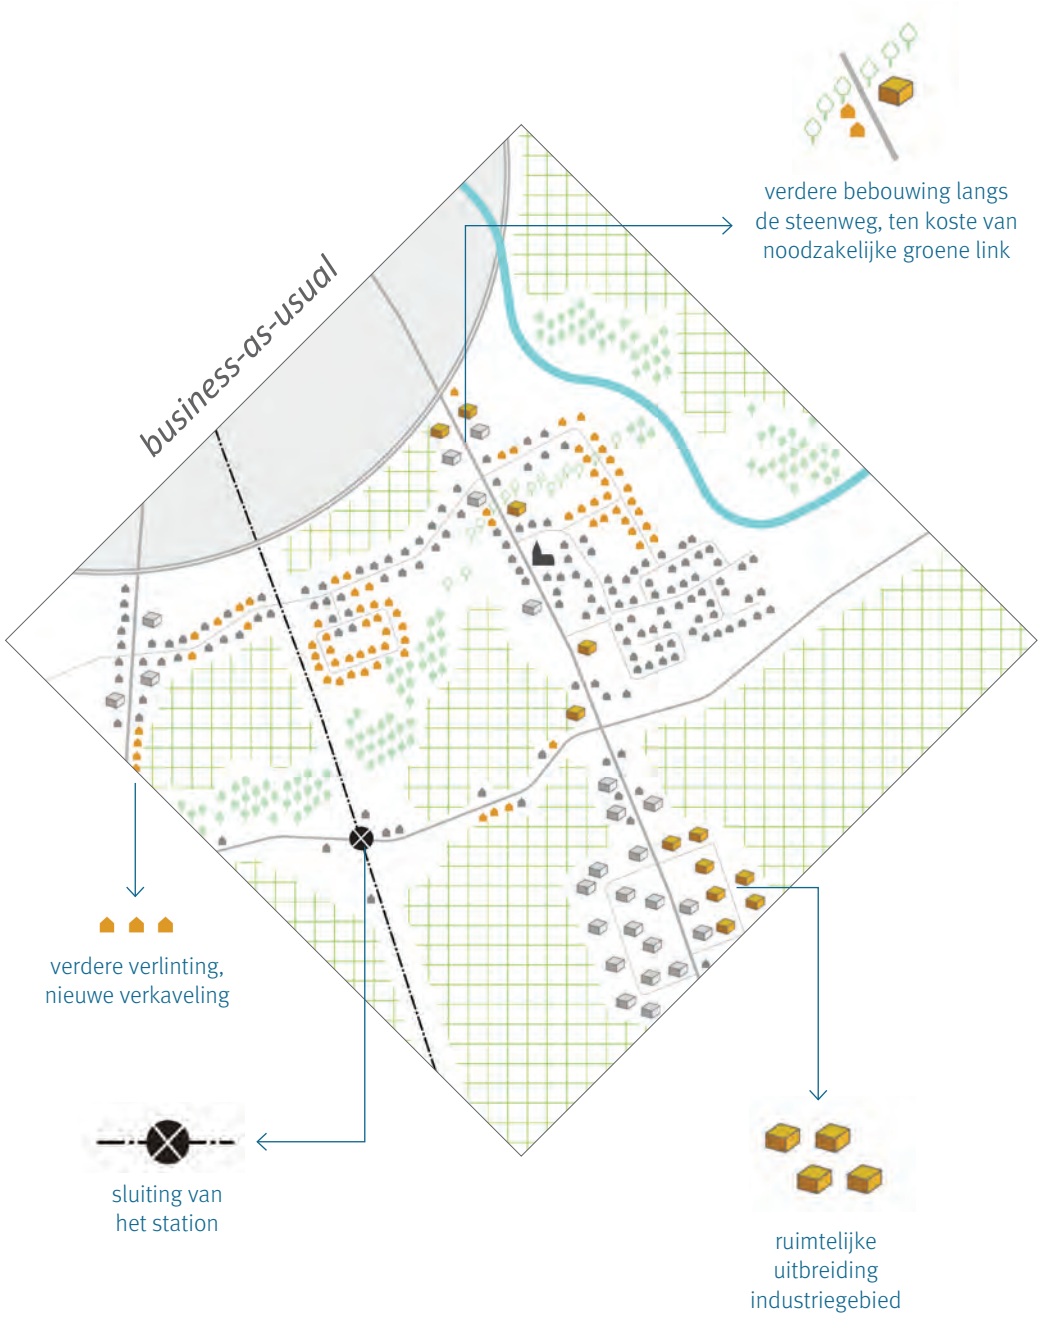 verdere bebouwing langs
de steenweg, ten koste van
noodzakelijke groene link
business-as-usual
verdere verlinting,
nieuwe verkaveling
sluiting van
het station
ruimtelijke
uitbreiding
industriegebied